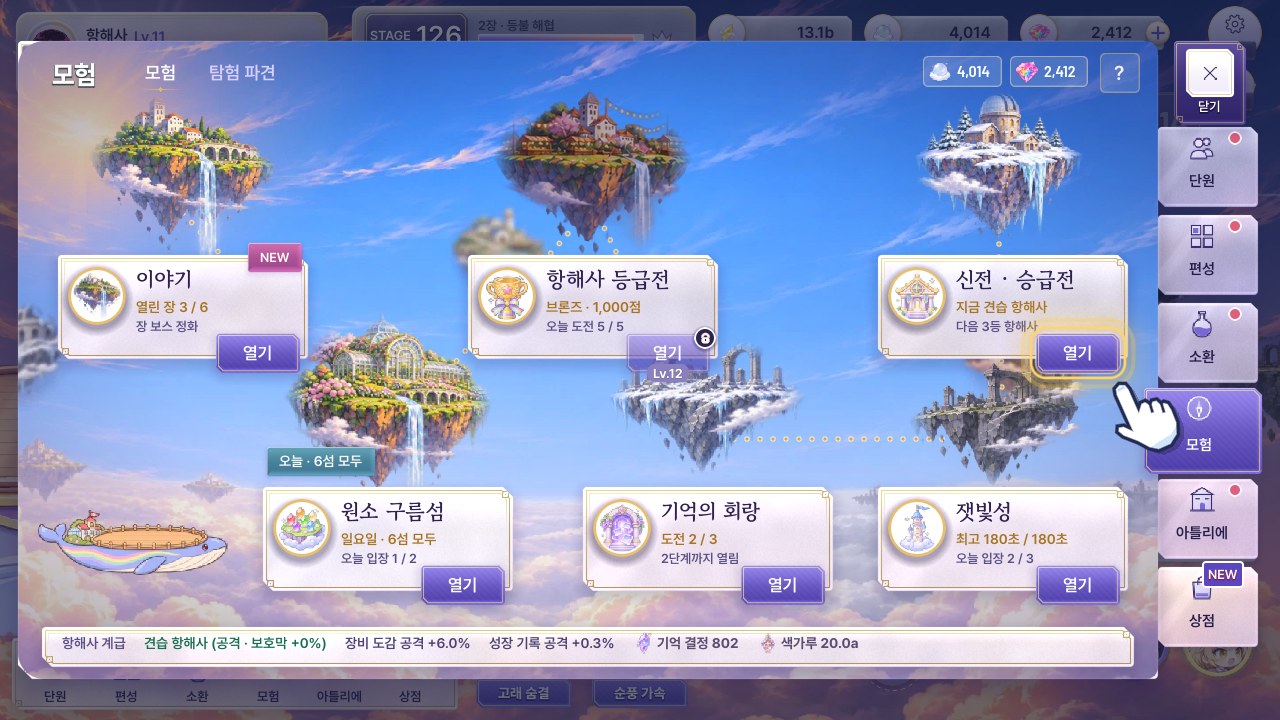 항해사 Lv.11
STAGE 126
2장 · 등불 해협
13.1b
4,014
2,412
모험
모험
탐험 파견
4,014
2,412
?
닫기
단원
편성
소환
모험
아틀리에
NEW
상점
NEW
이야기
열린 장 3 / 6
장 보스 정화
열기
항해사 등급전
브론즈 · 1,000점
오늘 도전 5 / 5
열기
Lv.12
신전 · 승급전
지금 견습 항해사
다음 3등 항해사
열기
오늘 · 6섬 모두
원소 구름섬
일요일 · 6섬 모두
오늘 입장 1 / 2
열기
기억의 회랑
도전 2 / 3
2단계까지 열림
열기
잿빛성
최고 180초 / 180초
오늘 입장 2 / 3
열기
항해사 계급 견습 항해사 (공격 · 보호막 +0%) 장비 도감 공격 +6.0% 성장 기록 공격 +0.3% 기억 결정 802 색가루 20.0a
단원 편성 소환 모험 아틀리에 상점
고래 숨결
순풍 가속